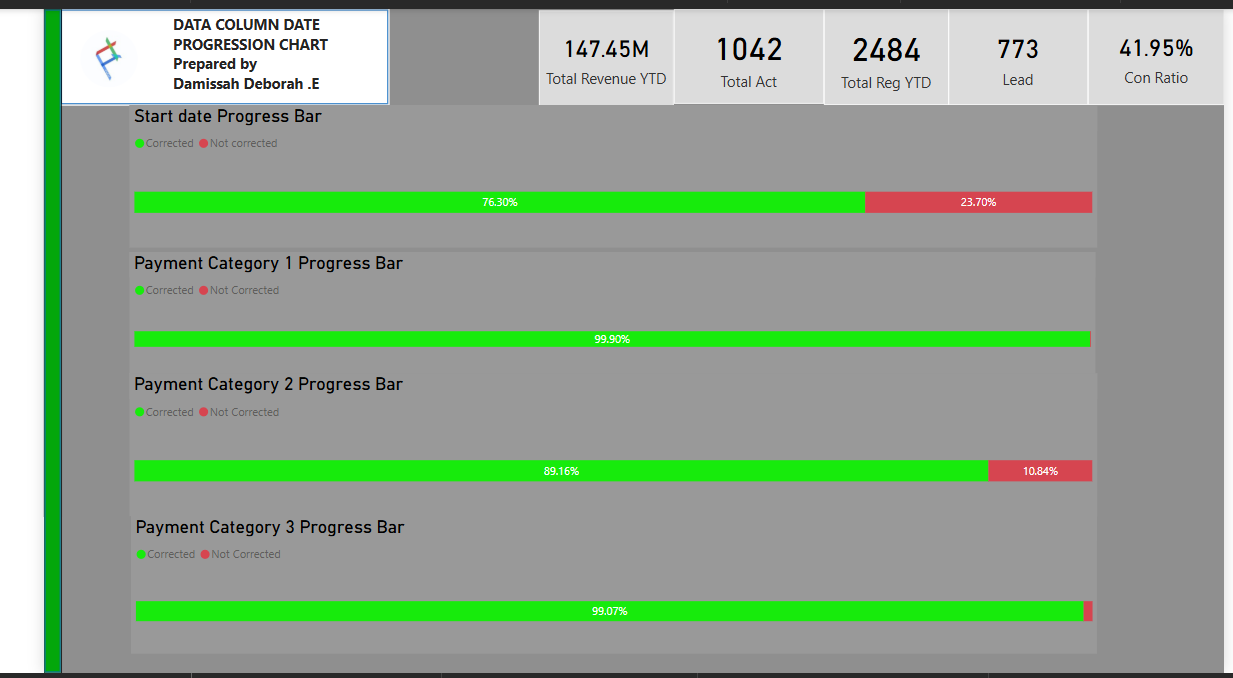 DATA COLUMN DATE
PROGRESSION CHART
Prepared by
Damissah Deborah .E
147.45M
Total Revenue YTD
1042
Total Act
2484
Total Reg YTD
773
Lead
41.95%
Con Ratio
Start date Progress Bar
Corrected Not corrected
76.30% 23.70%
Payment Category 1 Progress Bar
Corrected Not Corrected
99.90%
Payment Category 2 Progress Bar
Corrected Not Corrected
89.16% 10.84%
Payment Category 3 Progress Bar
Corrected Not Corrected
99.07%